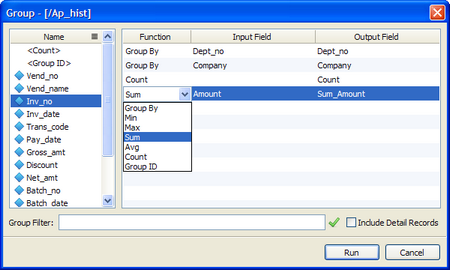 Group - [/Ap_hist]
Name
<Count>
<Group ID>
Vend_no
Vend_name
Inv_no
Inv_date
Trans_code
Pay_date
Gross_amt
Discount
Net_amt
Batch_no
Batch_date
Function Input Field Output Field
Group By Dept_no Dept_no
Group By Company Company
Count Count
Sum Amount Sum_Amount
Group By
Min
Max
Sum
Avg
Count
Group ID
Group Filter: Include Detail Records
Run Cancel